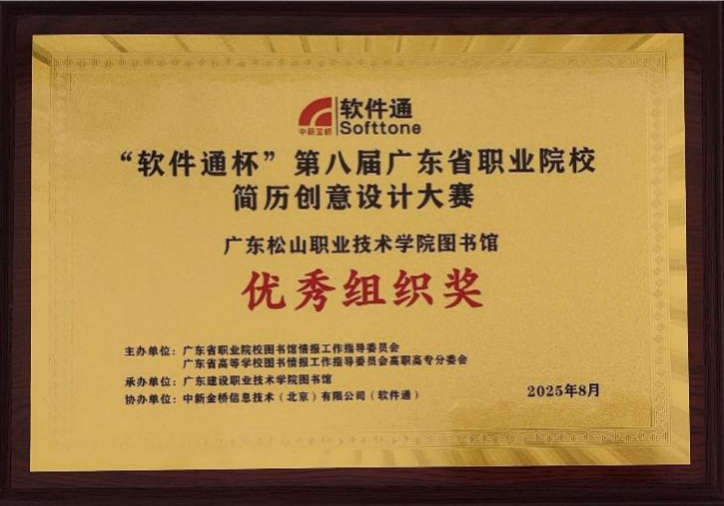 软件通
中新金桥
Softtone
“软件通杯”第八届广东省职业院校
简历创意设计大赛
广东松山职业技术学院图书馆
优秀组织奖
主办单位：广东省职业院校图书馆情报工作指导委员会
广东省高等学校图书情报工作指导委员会高职高专分委会
承办单位：广东建设职业技术学院图书馆
协办单位：中新金桥信息技术（北京）有限公司（软件通）
2025年8月